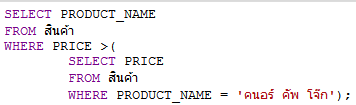 SELECT PRODUCT_NAME
FROM สินค้า
WHERE PRICE >(
SELECT PRICE
FROM สินค้า
WHERE PRODUCT_NAME = 'คนอร์ คัพ โจ๊ก');